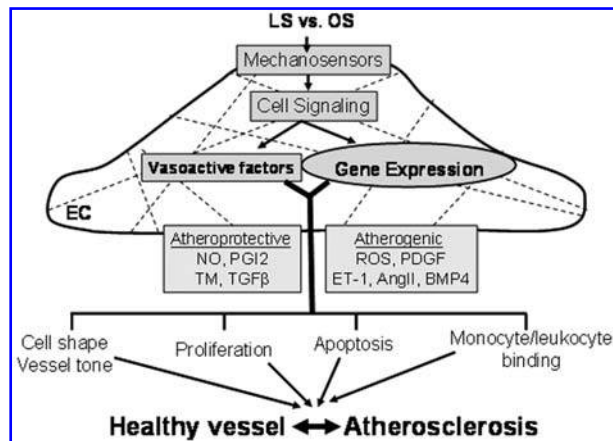 LS vs. OS
Mechanosensors
Cell Signaling
Vasoactive factors
Gene Expression
EC
Atheroprotective
NO, PGI2
TM, TGFβ
Atherogenic
ROS, PDGF
ET-1, AngII, BMP4
Cell shape
Vessel tone
Proliferation
Apoptosis
Monocyte/leukocyte
binding
Healthy vessel
Atherosclerosis